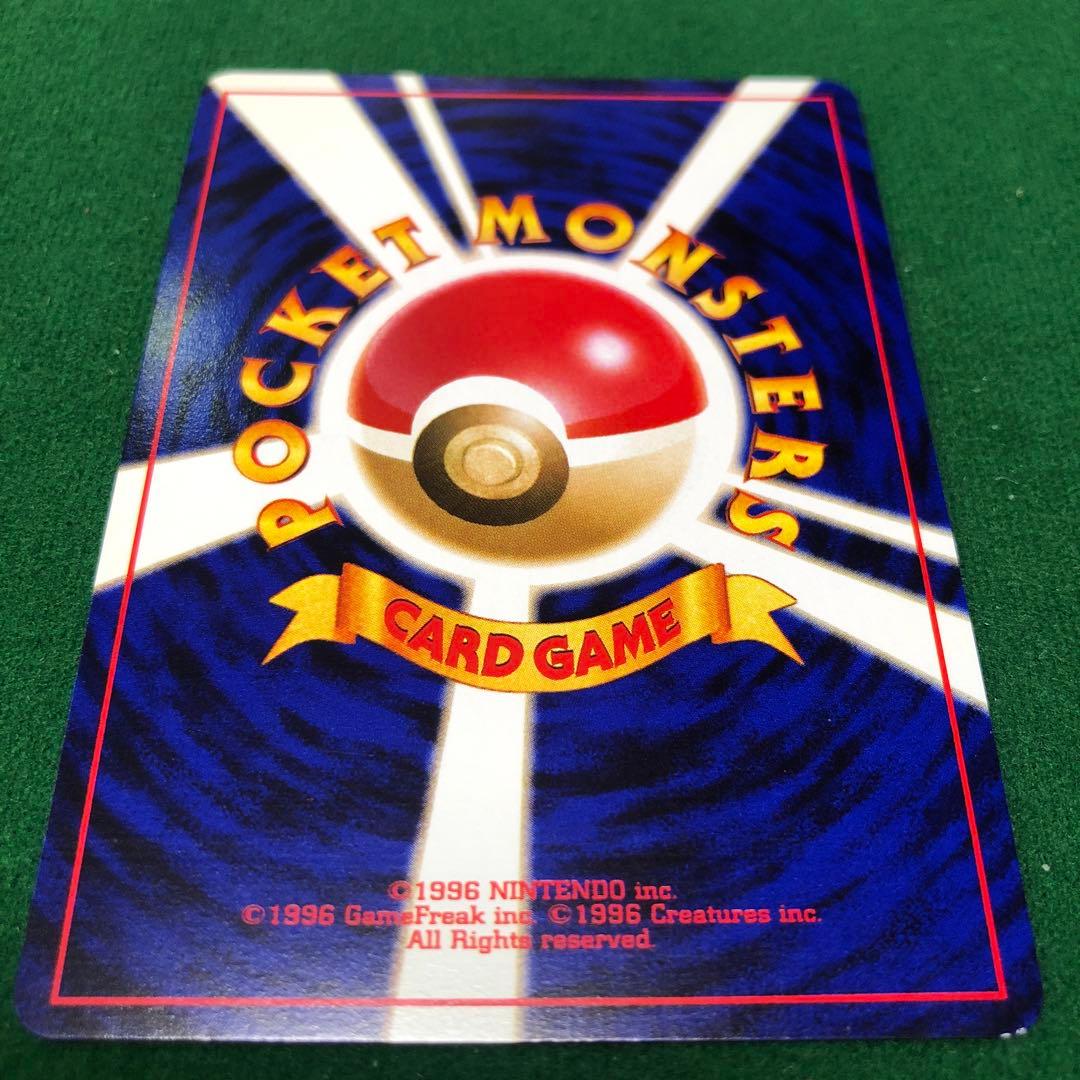 POCKET MONSTERS
CARD GAME
©1996 NINTENDO inc.
©1996 GameFreak inc. ©1996 Creatures inc.
All Rights reserved.